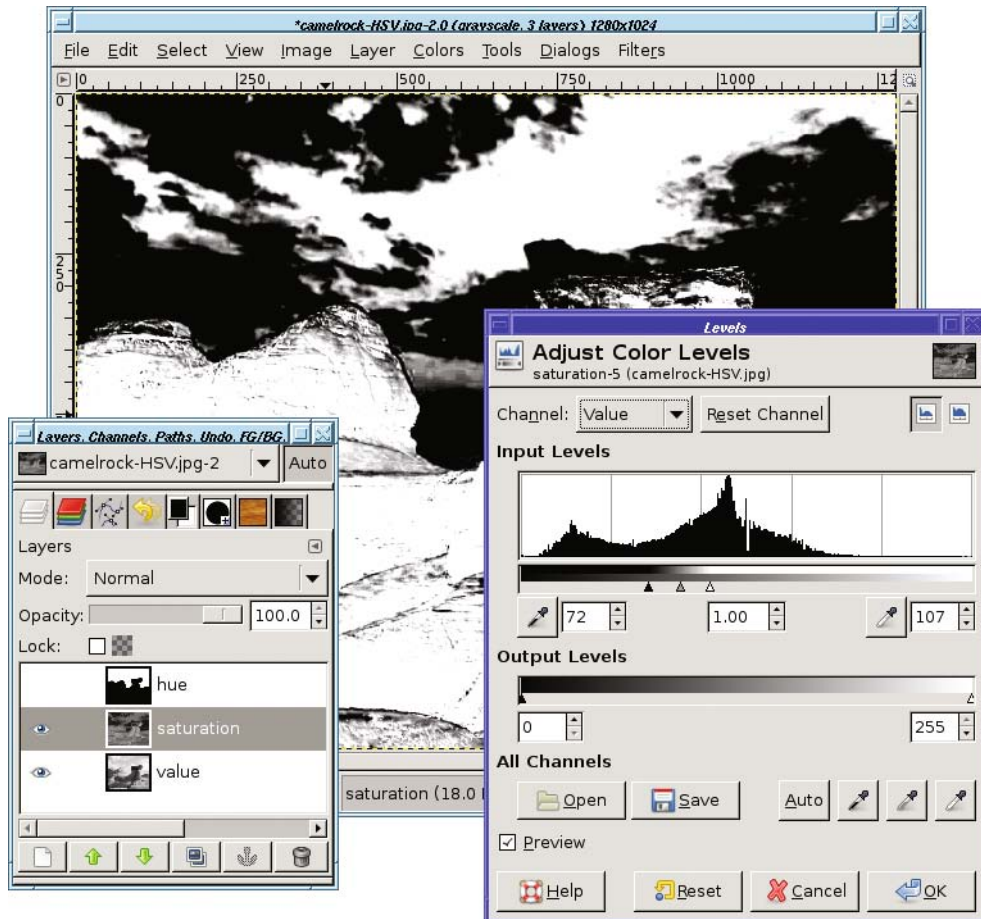 *camelrock-HSV.jpg-2.0 (grayscale, 3 layers) 1280x1024
File Edit Select View Image Layer Colors Tools Dialogs Filters
0 250 500 750 1000 12
0
250
Levels
Adjust Color Levels
saturation-5 (camelrock-HSV.jpg)
Channel: Value Reset Channel
Input Levels
72 1.00 107
Output Levels
0 255
All Channels
Open Save Auto
Preview
Help Reset Cancel OK
Layers, Channels, Paths, Undo, FG/BG,
camelrock-HSV.jpg-2 Auto
Layers
Mode: Normal
Opacity: 100.0
Lock:
hue
saturation
value
saturation (18.0